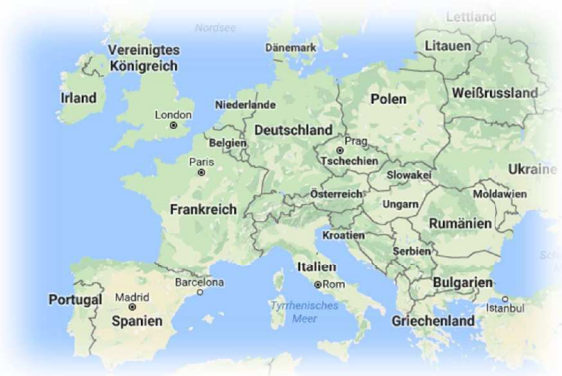 Lettland
Nordsee
Litauen
Dänemark
Vereinigtes
Königreich
Weißrussland
Irland
Polen
Niederlande
London
Deutschland
Belgien
Prag
Tschechien
Paris
Ukraine
Slowakei
Österreich
Moldawien
Ungarn
Frankreich
Rumänien
Kroatien
Serbien
Italien
Barcelona
Rom
Bulgarien
Portugal
Madrid
Tyrrhenisches
Meer
Istanbul
Spanien
Griechenland